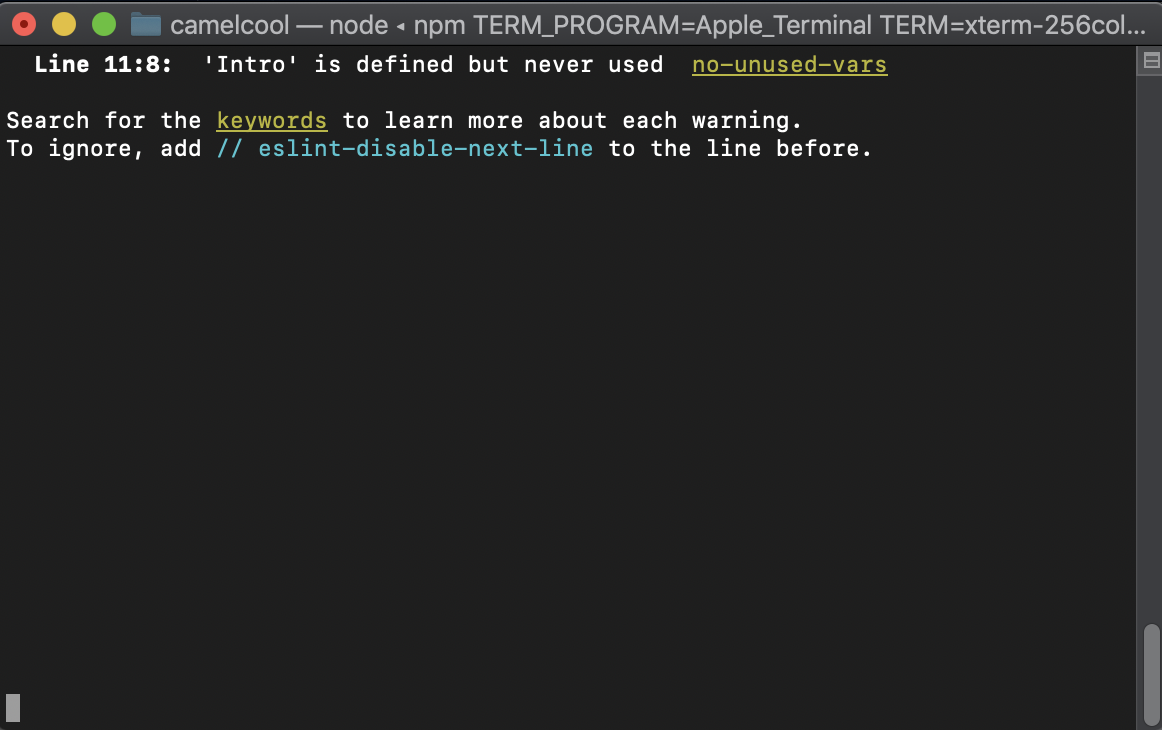 camelcool — node ◂ npm TERM_PROGRAM=Apple_Terminal TERM=xterm-256col...
Line 11:8:  'Intro' is defined but never used  no-unused-vars
Search for the keywords to learn more about each warning.
To ignore, add // eslint-disable-next-line to the line before.